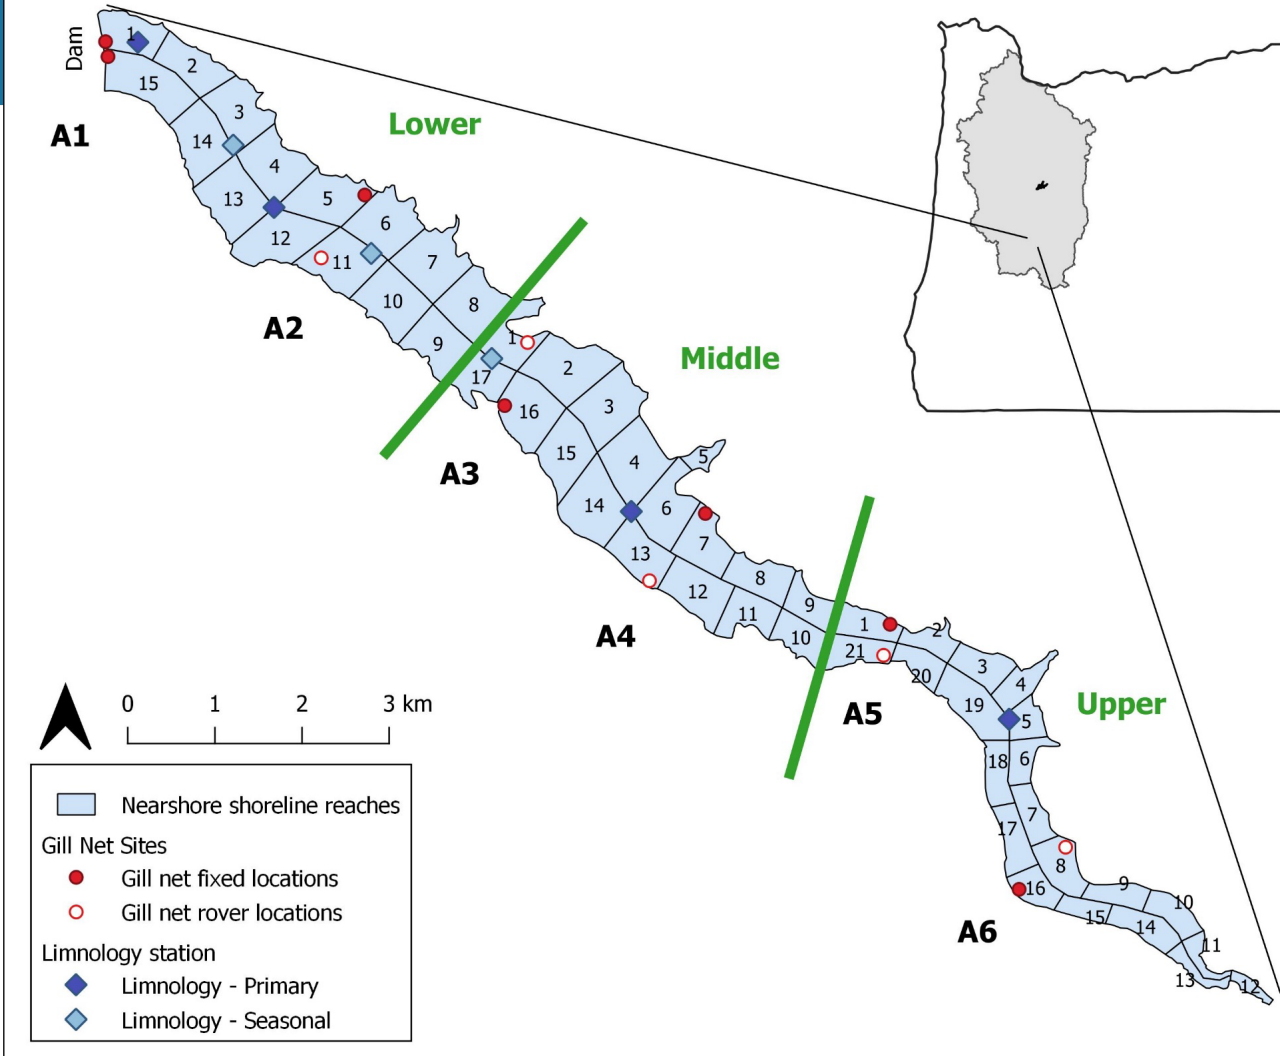 Dam
1
2
15
3
A1
Lower
14
4
13
5
6
12
11
7
A2
10
8
9
1
Middle
2
17
3
16
15
4
5
A3
14
6
7
13
8
12
9
11
1
2
A4
10
21
3
20
4
0 1 2 3 km
A5
19
Upper
5
18
6
7
17
8
9
16
10
15
14
A6
11
13
12
Nearshore shoreline reaches
Gill Net Sites
Gill net fixed locations
Gill net rover locations
Limnology station
Limnology - Primary
Limnology - Seasonal